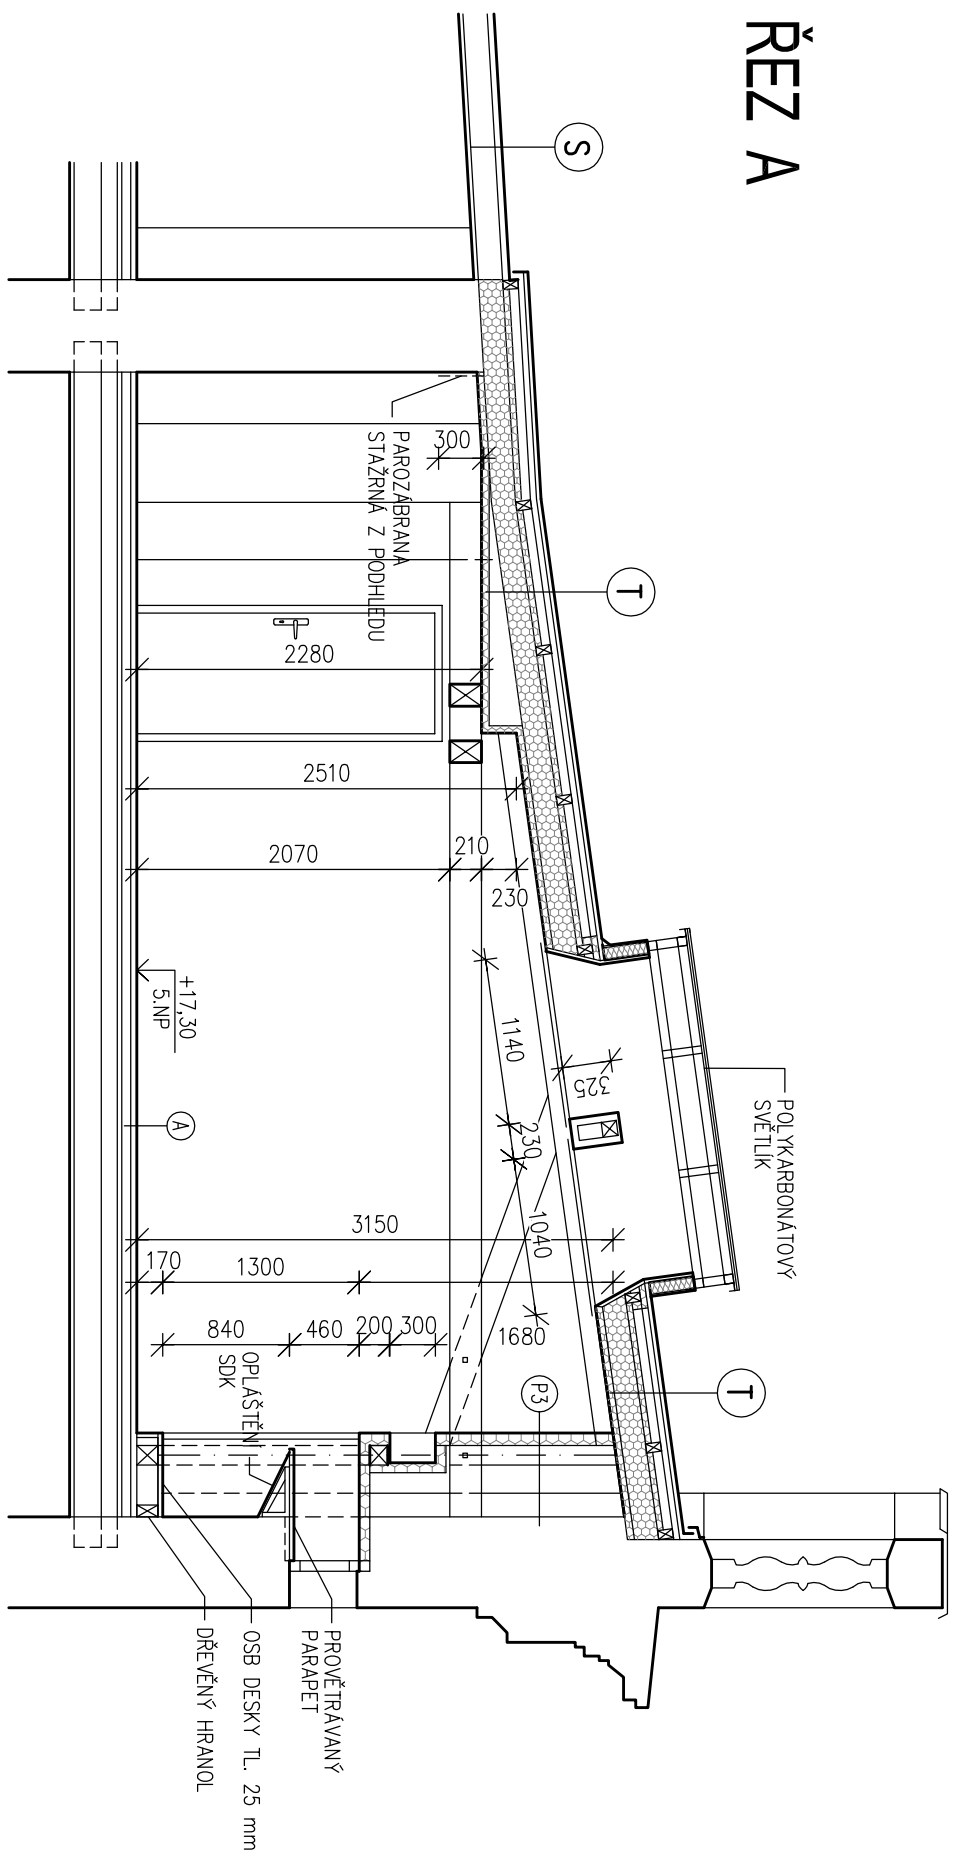 ŘEZ A
S
PAROZÁBRANA
STAŽRNÁ Z PODHLEDU
300
T
2280
2510
2070
210
230
+17,30
5.NP
1140
325
230
1040
POLYKARBONÁTOVÝ
SVĚTLÍK
A
3150
170
1300
840
460
200
300
1680
OPLÁŠTĚNÍ
SDK
P3
T
PROVĚTRÁVANÝ
PARAPET
OSB DESKY TL. 25 mm
DŘEVĚNÝ HRANOL